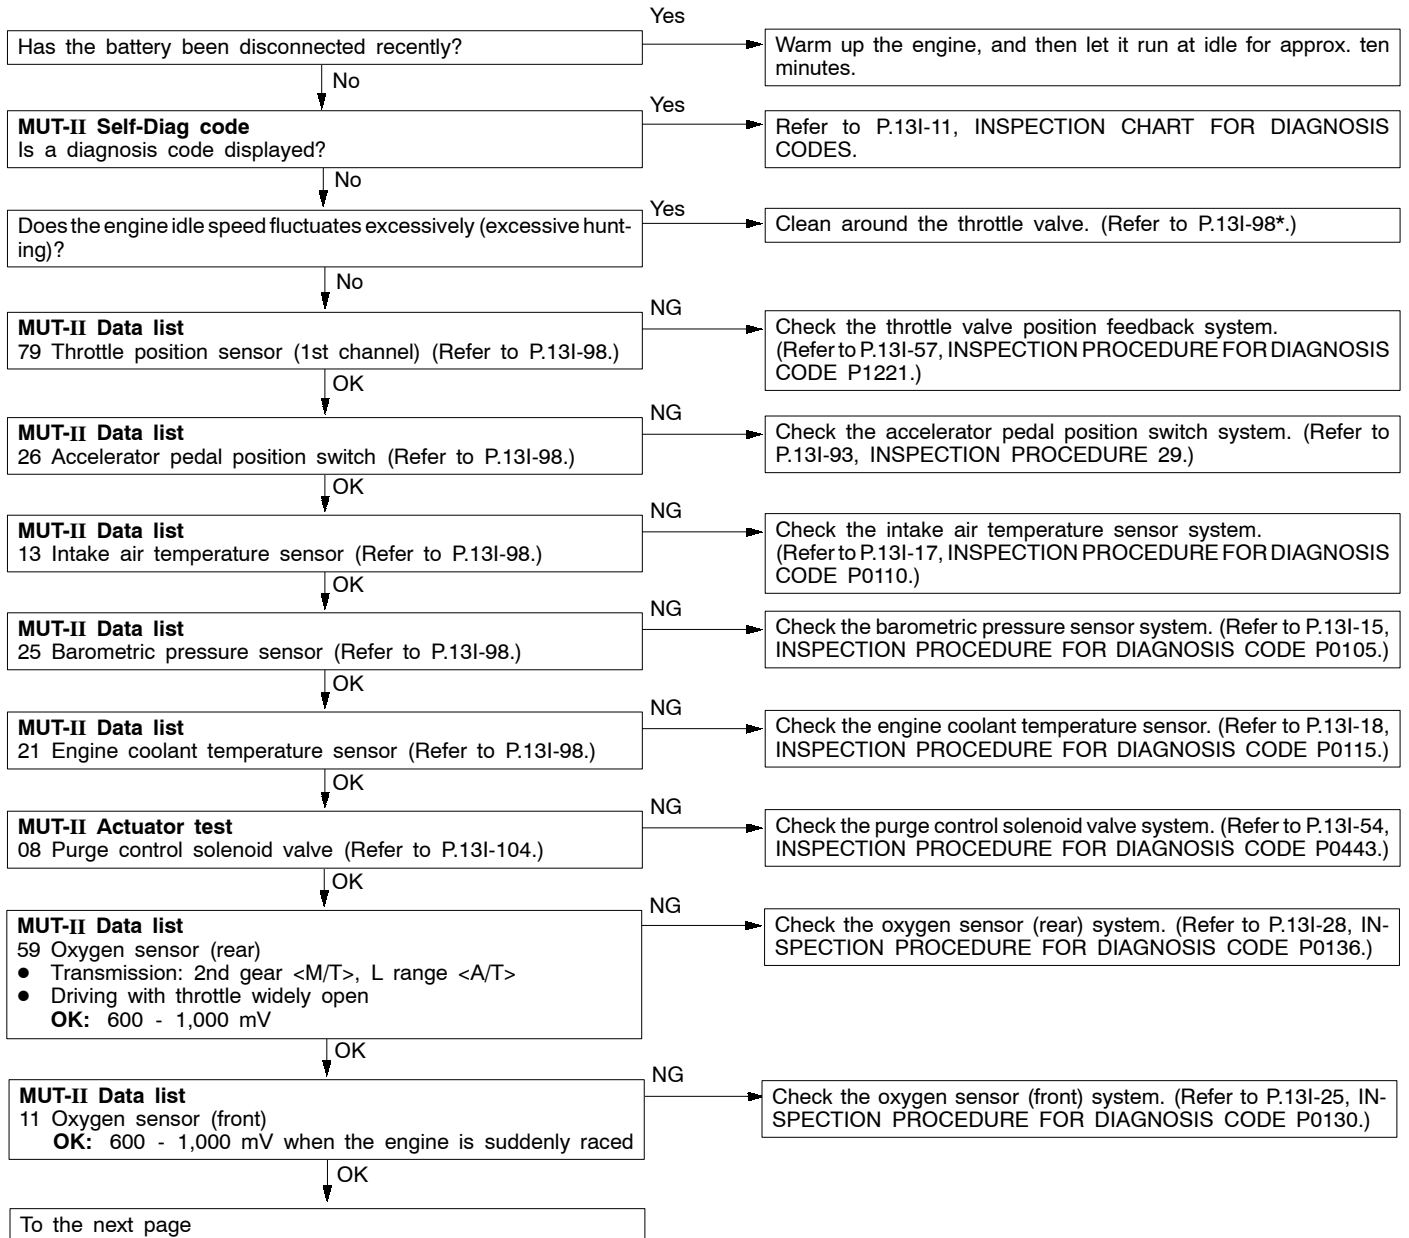 Yes
Has the battery been disconnected recently?
Warm up the engine, and then let it run at idle for approx. ten
minutes.
No
Yes
MUT-II Self-Diag code
Is a diagnosis code displayed?
Refer to P.13I-11, INSPECTION CHART FOR DIAGNOSIS
CODES.
No
Yes
Does the engine idle speed fluctuates excessively (excessive hunt-
ing)?
Clean around the throttle valve. (Refer to P.13I-98*.)
No
NG
MUT-II Data list
79 Throttle position sensor (1st channel) (Refer to P.13I-98.)
Check the throttle valve position feedback system.
(Refer to P.13I-57, INSPECTION PROCEDURE FOR DIAGNOSIS
CODE P1221.)
OK
NG
MUT-II Data list
26 Accelerator pedal position switch (Refer to P.13I-98.)
Check the accelerator pedal position switch system. (Refer to
P.13I-93, INSPECTION PROCEDURE 29.)
OK
NG
MUT-II Data list
13 Intake air temperature sensor (Refer to P.13I-98.)
Check the intake air temperature sensor system.
(Refer to P.13I-17, INSPECTION PROCEDURE FOR DIAGNOSIS
CODE P0110.)
OK
NG
MUT-II Data list
25 Barometric pressure sensor (Refer to P.13I-98.)
Check the barometric pressure sensor system. (Refer to P.13I-15,
INSPECTION PROCEDURE FOR DIAGNOSIS CODE P0105.)
OK
NG
MUT-II Data list
21 Engine coolant temperature sensor (Refer to P.13I-98.)
Check the engine coolant temperature sensor. (Refer to P.13I-18,
INSPECTION PROCEDURE FOR DIAGNOSIS CODE P0115.)
OK
NG
MUT-II Actuator test
08 Purge control solenoid valve (Refer to P.13I-104.)
Check the purge control solenoid valve system. (Refer to P.13I-54,
INSPECTION PROCEDURE FOR DIAGNOSIS CODE P0443.)
OK
NG
MUT-II Data list
59 Oxygen sensor (rear)
● Transmission: 2nd gear <M/T>, L range <A/T>
● Driving with throttle widely open
OK: 600 - 1,000 mV
Check the oxygen sensor (rear) system. (Refer to P.13I-28, IN-
SPECTION PROCEDURE FOR DIAGNOSIS CODE P0136.)
OK
NG
MUT-II Data list
11 Oxygen sensor (front)
OK: 600 - 1,000 mV when the engine is suddenly raced
Check the oxygen sensor (front) system. (Refer to P.13I-25, IN-
SPECTION PROCEDURE FOR DIAGNOSIS CODE P0130.)
OK
To the next page